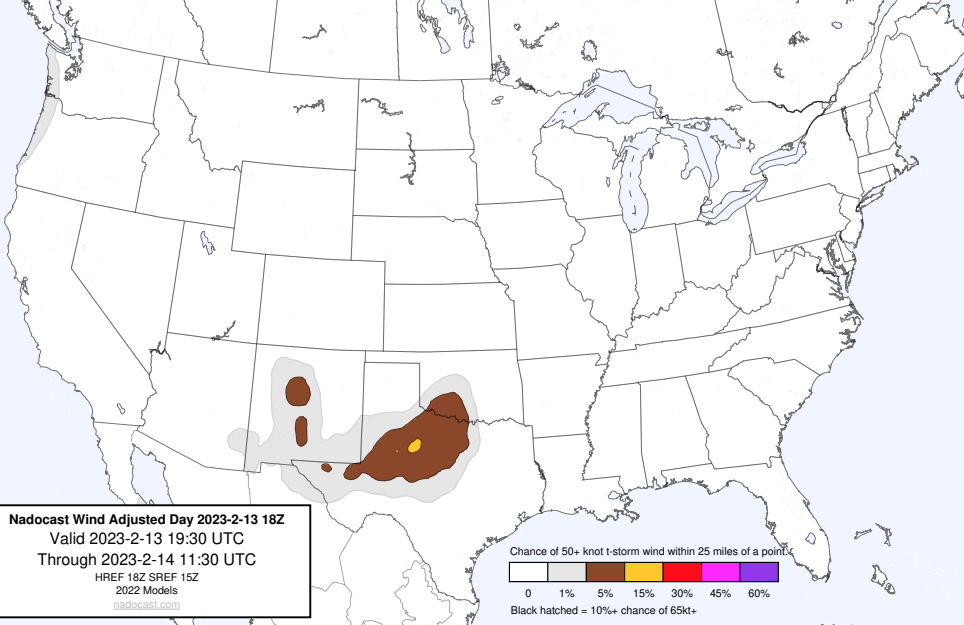 Nadocast Wind Adjusted Day 2023-2-13 18Z
Valid 2023-2-13 19:30 UTC
Through 2023-2-14 11:30 UTC
HREF 18Z SREF 15Z
2022 Models
nadocast.com
Chance of 50+ knot t-storm wind within 25 miles of a point.
0 1% 5% 15% 30% 45% 60%
Black hatched = 10%+ chance of 65kt+